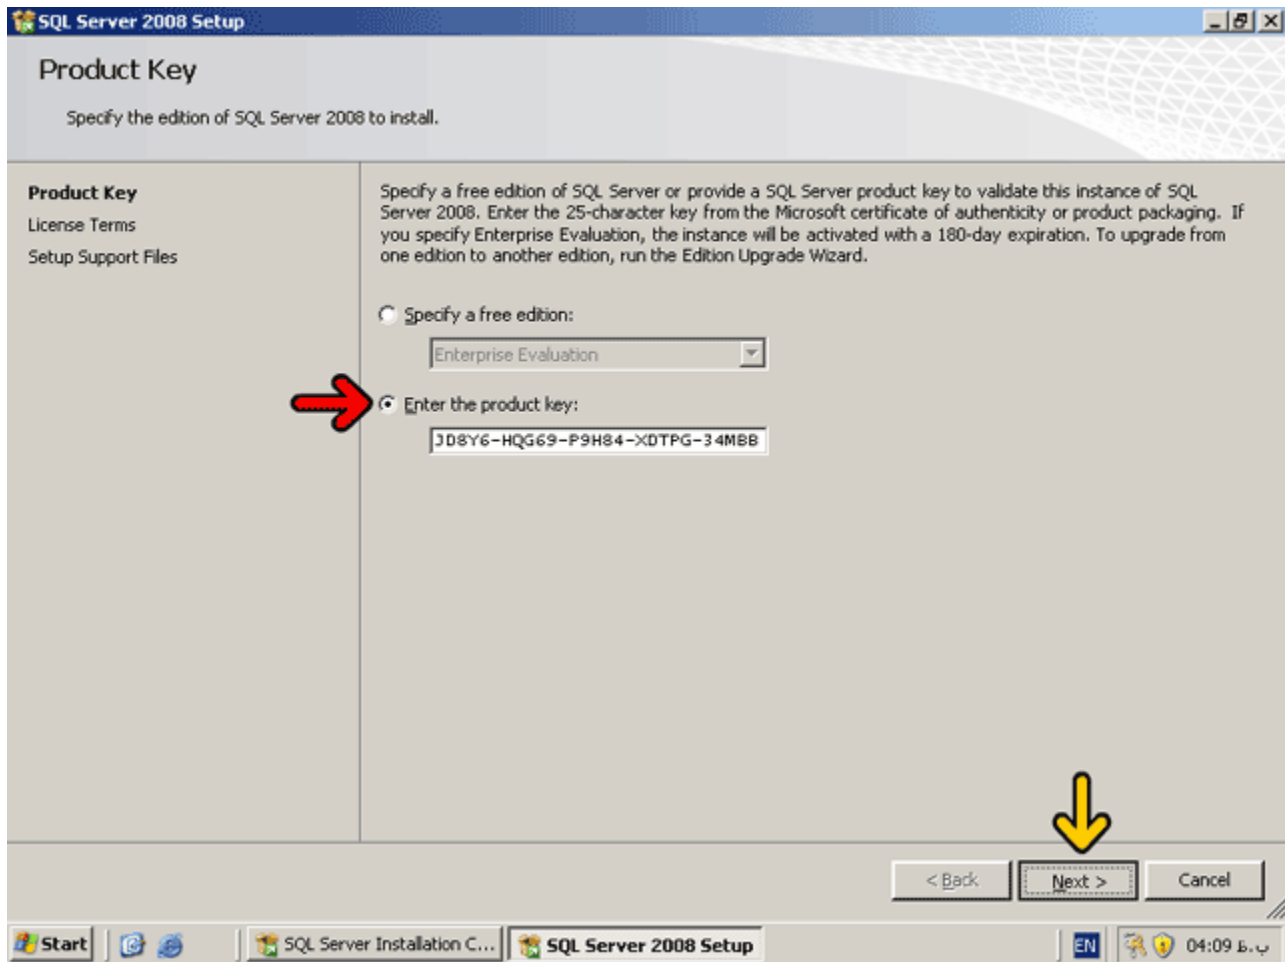 SQL Server 2008 Setup
Product Key
Specify the edition of SQL Server 2008 to install.
Product Key
License Terms
Setup Support Files
Specify a free edition of SQL Server or provide a SQL Server product key to validate this instance of SQL
Server 2008. Enter the 25-character key from the Microsoft certificate of authenticity or product packaging. If
you specify Enterprise Evaluation, the instance will be activated with a 180-day expiration. To upgrade from
one edition to another edition, run the Edition Upgrade Wizard.
Specify a free edition:
Enterprise Evaluation
Enter the product key:
JD8Y6-HQG69-P9H84-XDTPG-34MBB
< Back
Next >
Cancel
Start
SQL Server Installation C...
SQL Server 2008 Setup
EN
04:09 ب.ظ